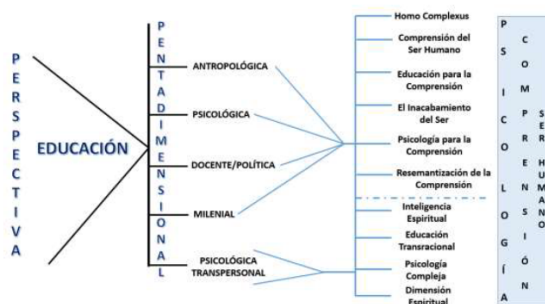 PERSPECTIVA
EDUCACIÓN
PENTADIMENSIONAL
ANTROPOLÓGICA
PSICOLÓGICA
DOCENTE/POLÍTICA
MILENIAL
PSICOLÓGICA
TRANSPERSONAL
Homo Complexus
Comprensión del
Ser Humano
Educación para la
Comprensión
El Inacabamiento
del Ser
Psicología para la
Comprensión
Resemantización de la
Comprensión
Inteligencia
Espiritual
Educación
Transracional
Psicología
Compleja
Dimensión
Espiritual
PSICOLOGÍA
COMPRENSIÓN
SER HUMANO